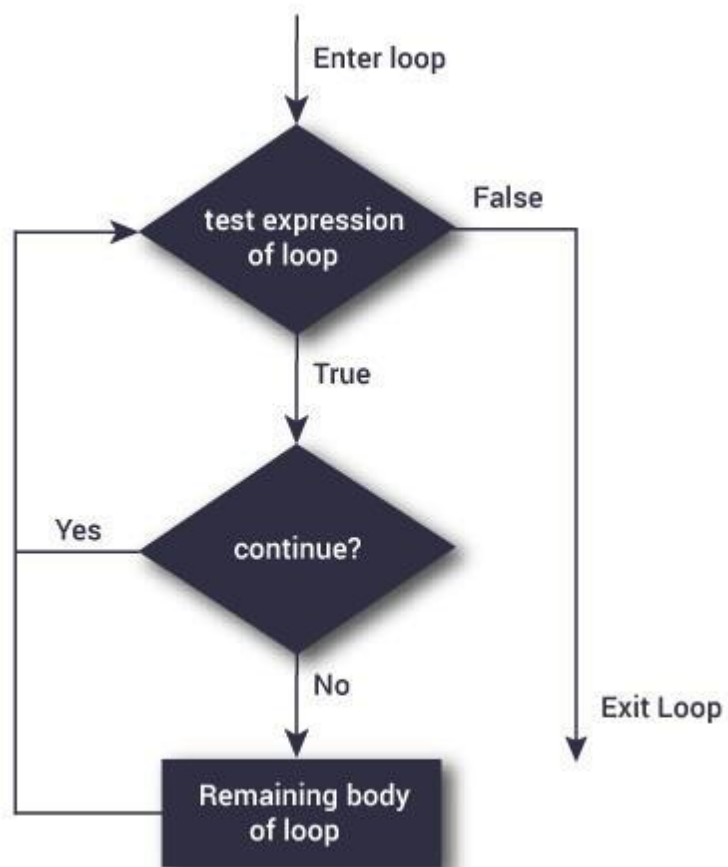 Enter loop
test expression
of loop
False
True
Yes
continue?
No
Exit Loop
Remaining body
of loop